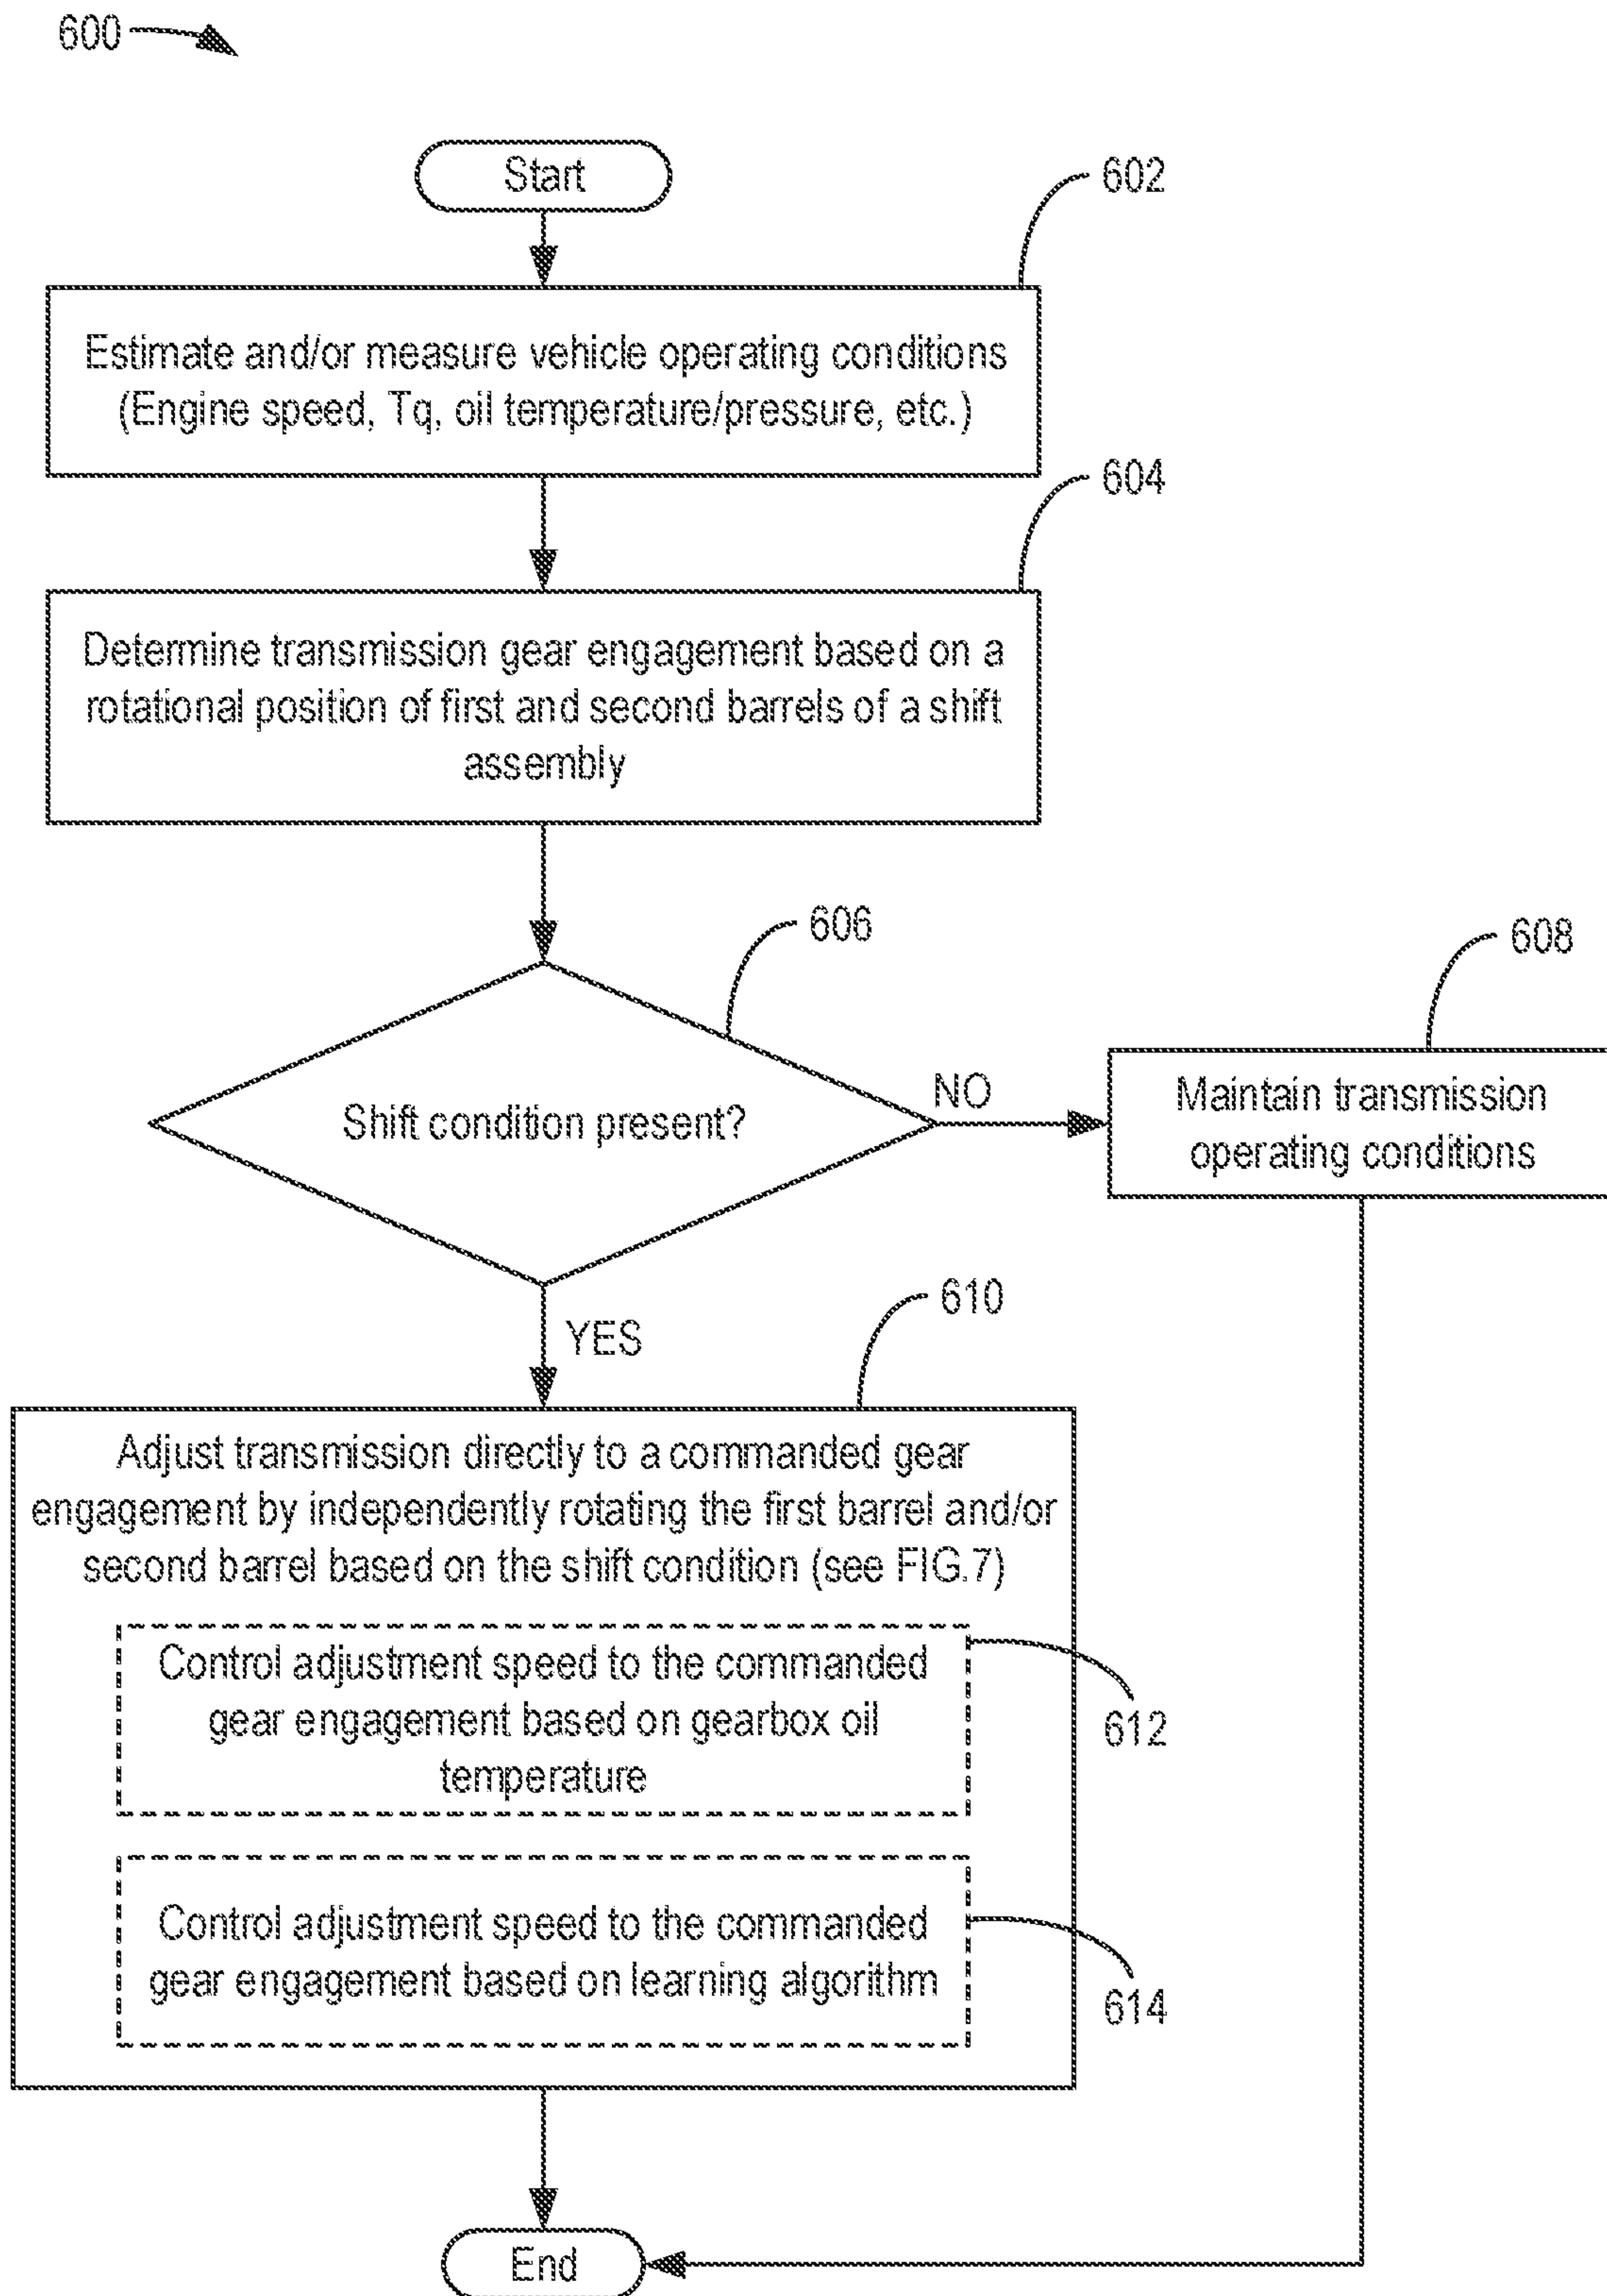 600
Start
602
Estimate and/or measure vehicle operating conditions
(Engine speed, Tq, oil temperature/pressure, etc.)
604
Determine transmission gear engagement based on a
rotational position of first and second barrels of a shift
assembly
606
Shift condition present?
NO
608
Maintain transmission
operating conditions
YES
610
Adjust transmission directly to a commanded gear
engagement by independently rotating the first barrel and/or
second barrel based on the shift condition (see FIG.7)
Control adjustment speed to the commanded
gear engagement based on gearbox oil
temperature
612
Control adjustment speed to the commanded
gear engagement based on learning algorithm
614
End